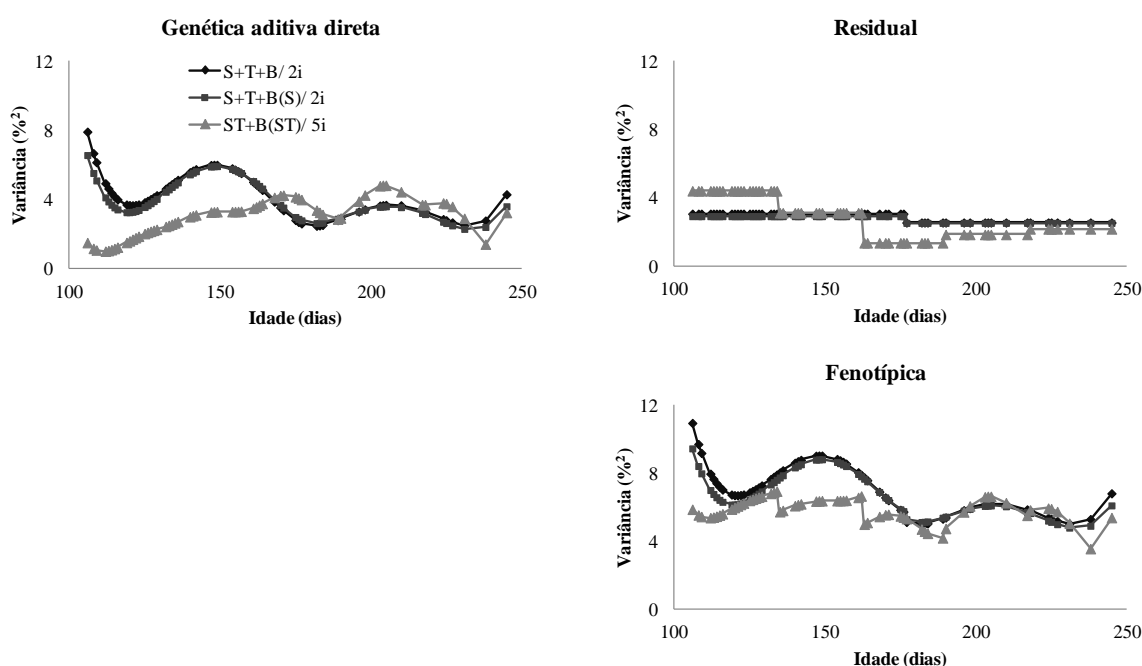 Genética aditiva direta
12
8
4
0
Variância (%²)
S+T+B/ 2i
S+T+B(S)/ 2i
ST+B(ST)/ 5i
100 150 200 250
Idade (dias)
Residual
12
8
4
0
Variância (%²)
100 150 200 250
Idade (dias)
Fenotípica
12
8
4
0
Variância (%²)
100 150 200 250
Idade (dias)